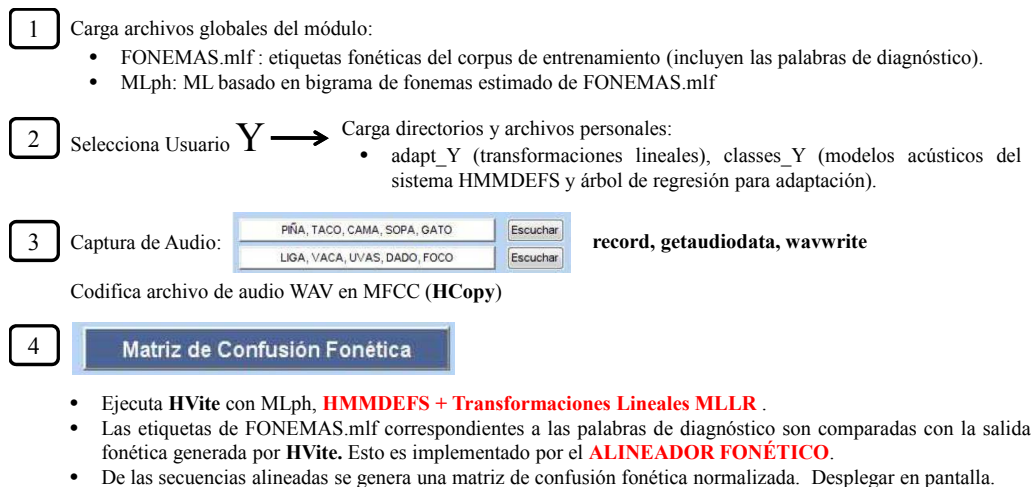 1 Carga archivos globales del módulo:
• FONEMAS.mlf : etiquetas fonéticas del corpus de entrenamiento (incluyen las palabras de diagnóstico).
• MLph: ML basado en bigrama de fonemas estimado de FONEMAS.mlf
2 Selecciona Usuario Y → Carga directorios y archivos personales:
• adapt_Y (transformaciones lineales), classes_Y (modelos acústicos del
sistema HMMDEFS y árbol de regresión para adaptación).
3 Captura de Audio: PIÑA, TACO, CAMA, SOPA, GATO Escuchar record, getaudiodata, wavwrite
LIGA, VACA, UVAS, DADO, FOCO Escuchar
Codifica archivo de audio WAV en MFCC (HCopy)
4 Matriz de Confusión Fonética
• Ejecuta HVite con MLph, HMMDEFS + Transformaciones Lineales MLLR .
• Las etiquetas de FONEMAS.mlf correspondientes a las palabras de diagnóstico son comparadas con la salida
fonética generada por HVite. Esto es implementado por el ALINEADOR FONÉTICO.
• De las secuencias alineadas se genera una matriz de confusión fonética normalizada. Desplegar en pantalla.